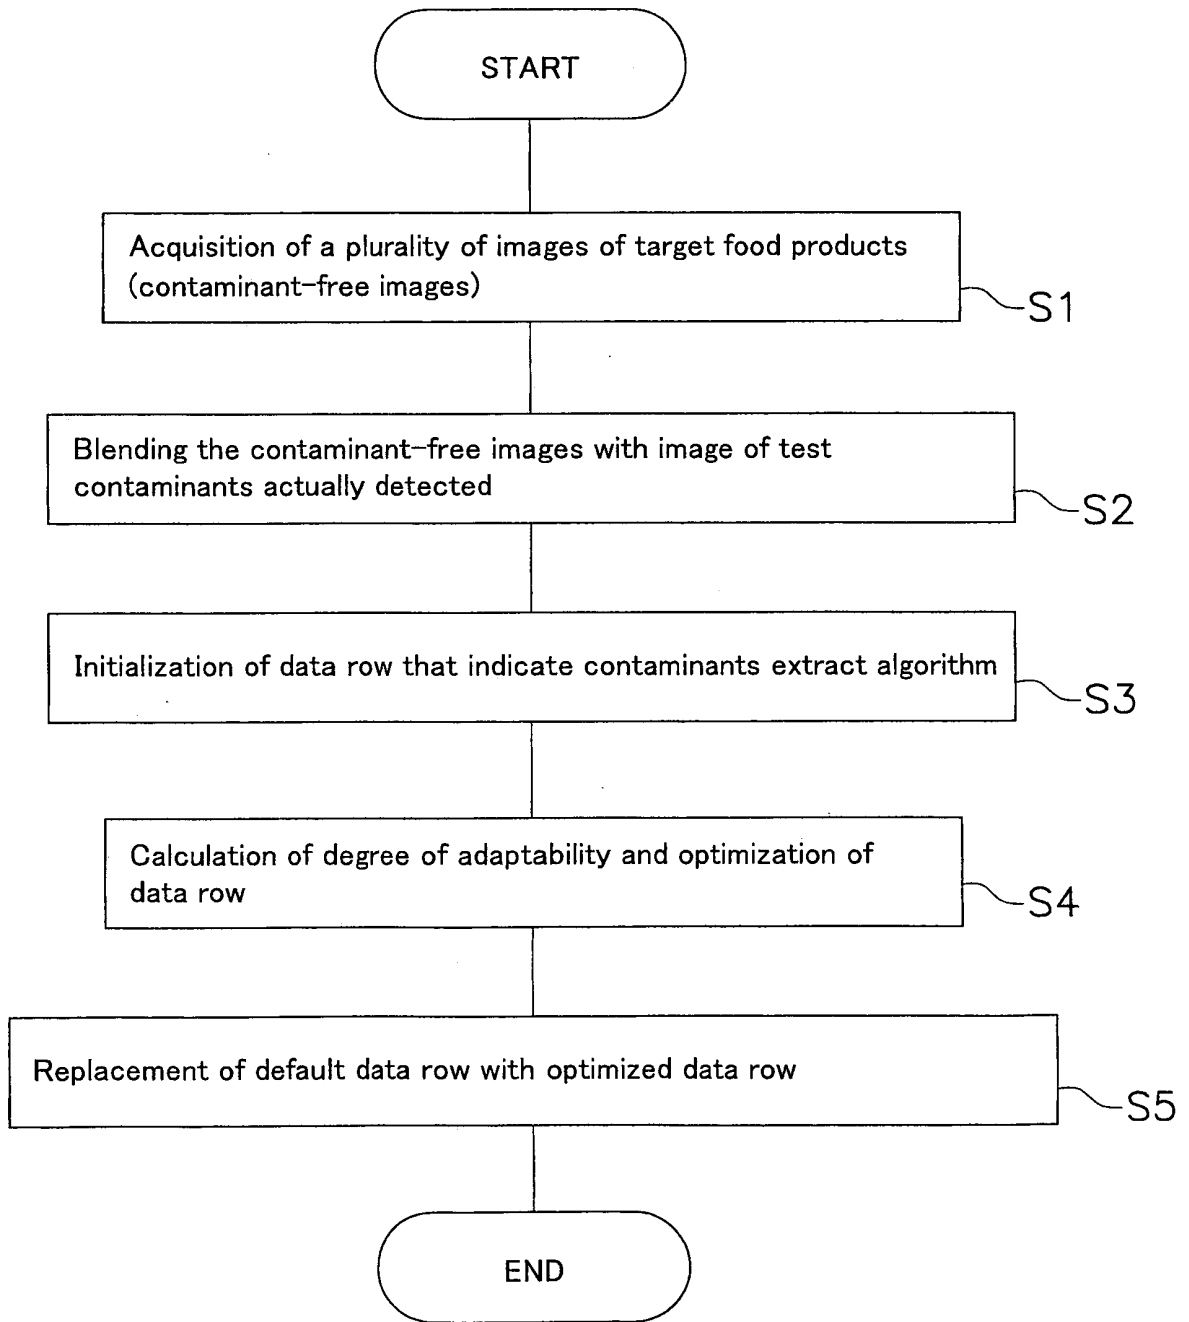 START
Acquisition of a plurality of images of target food products
(contaminant-free images)
S1
Blending the contaminant-free images with image of test
contaminants actually detected
S2
Initialization of data row that indicate contaminants extract algorithm
S3
Calculation of degree of adaptability and optimization of
data row
S4
Replacement of default data row with optimized data row
S5
END